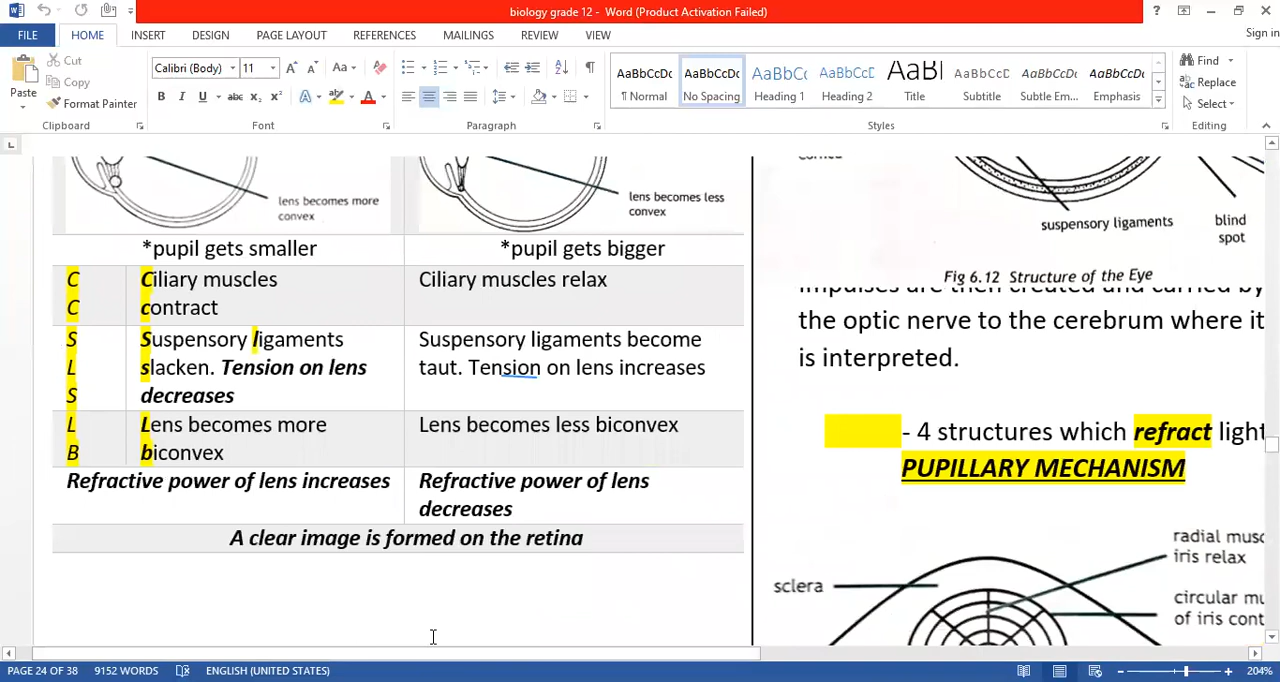 biology grade 12 - Word (Product Activation Failed)
FILE HOME INSERT DESIGN PAGE LAYOUT REFERENCES MAILINGS REVIEW VIEW Sign in
Cut
Copy
Format Painter
Paste
Clipboard
Calibri (Body) 11
Font
Paragraph
AaBbCcDc AaBbCcDc AaBbCc AaBbCcDc AaBl AaBbCcDc AaBbCcDc AaBbCcDc
¶ Normal No Spacing Heading 1 Heading 2 Title Subtitle Subtle Em... Emphasis
Styles
Find
Replace
Select
Editing
lens becomes more
convex
lens becomes less
convex
*pupil gets smaller *pupil gets bigger
C Ciliary muscles Ciliary muscles relax
C contract
S Suspensory ligaments Suspensory ligaments become
L slacken. Tension on lens taut. Tension on lens increases
S decreases
L Lens becomes more Lens becomes less biconvex
B biconvex
Refractive power of lens increases Refractive power of lens
decreases
A clear image is formed on the retina
suspensory ligaments
blind
spot
Fig 6.12 Structure of the Eye
impulses are then created and carried by
the optic nerve to the cerebrum where it
is interpreted.
- 4 structures which refract light
PUPILLARY MECHANISM
radial musc
iris relax
sclera
circular mu
of iris cont
PAGE 24 OF 38 9152 WORDS ENGLISH (UNITED STATES) 204%